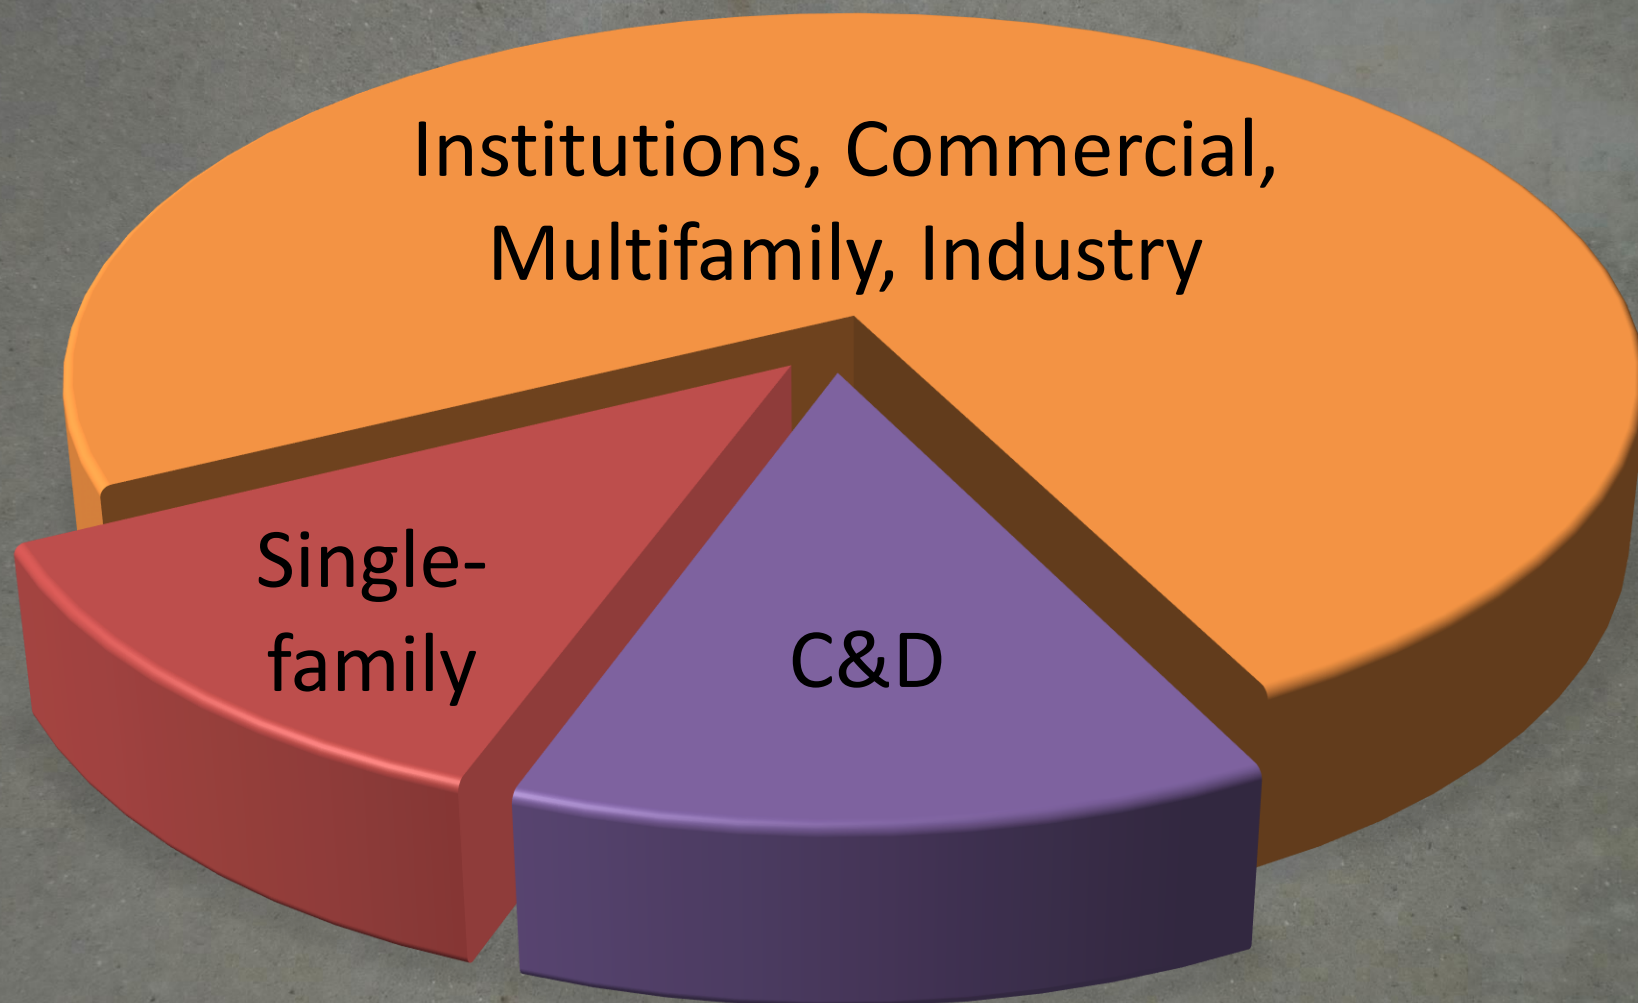 Institutions, Commercial,
Multifamily, Industry
Single-
family
C&D